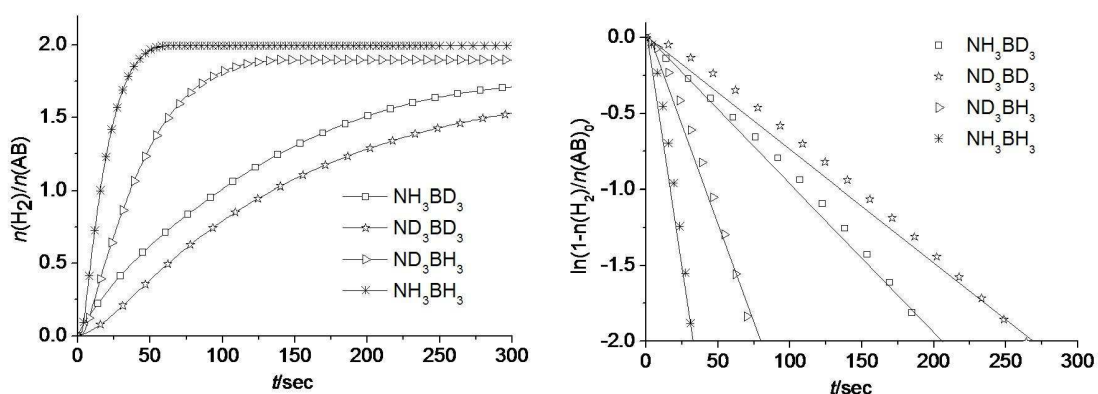 2.0
1.5
1.0
0.5
0.0
n(H₂)/n(AB)
NH₃BD₃
ND₃BD₃
ND₃BH₃
NH₃BH₃
0 50 100 150 200 250 300
t/sec
0.0
-0.5
-1.0
-1.5
-2.0
ln(1-n(H₂)/n(AB)₀)
NH₃BD₃
ND₃BD₃
ND₃BH₃
NH₃BH₃
0 50 100 150 200 250 300
t/sec